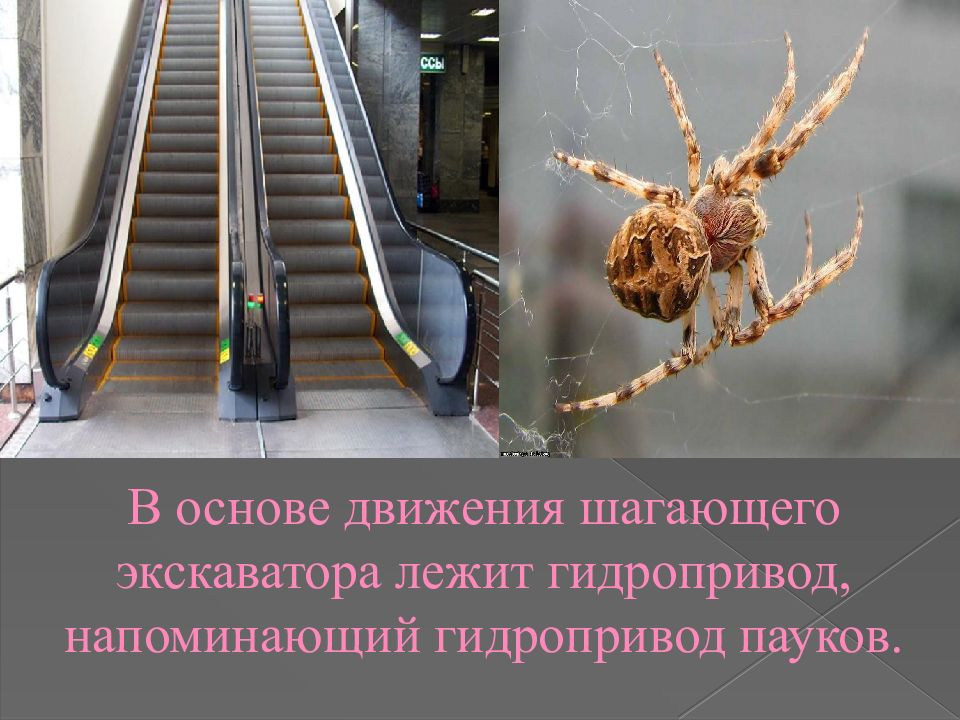 ССЫ
В основе движения шагающего
экскаватора лежит гидропривод,
напоминающий гидропривод пауков.